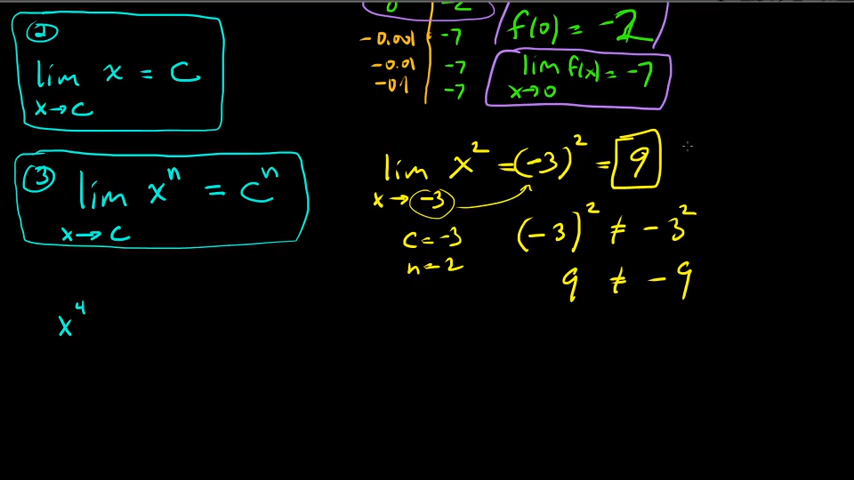 ②
lim x = C
x→C
③ lim xⁿ = cⁿ
x→C
x⁴
0 -2
-0.001 -7
-0.01 -7
-0.1 -7
f(0) = -2
lim f(x) = -7
x→0
lim x² = (-3)² = 9
x→ -3
c = -3
n = 2
(-3)² ≠ -3²
9 ≠ -9